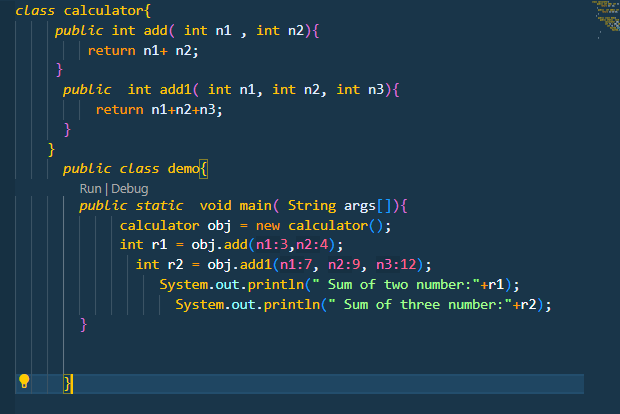 class calculator{
public int add( int n1 , int n2){
return n1+ n2;
}
public  int add1( int n1, int n2, int n3){
return n1+n2+n3;
}
}
public class demo{
Run | Debug
public static  void main( String args[]){
calculator obj = new calculator();
int r1 = obj.add(n1:3,n2:4);
int r2 = obj.add1(n1:7, n2:9, n3:12);
System.out.println(" Sum of two number:"+r1);
System.out.println(" Sum of three number:"+r2);
}
}